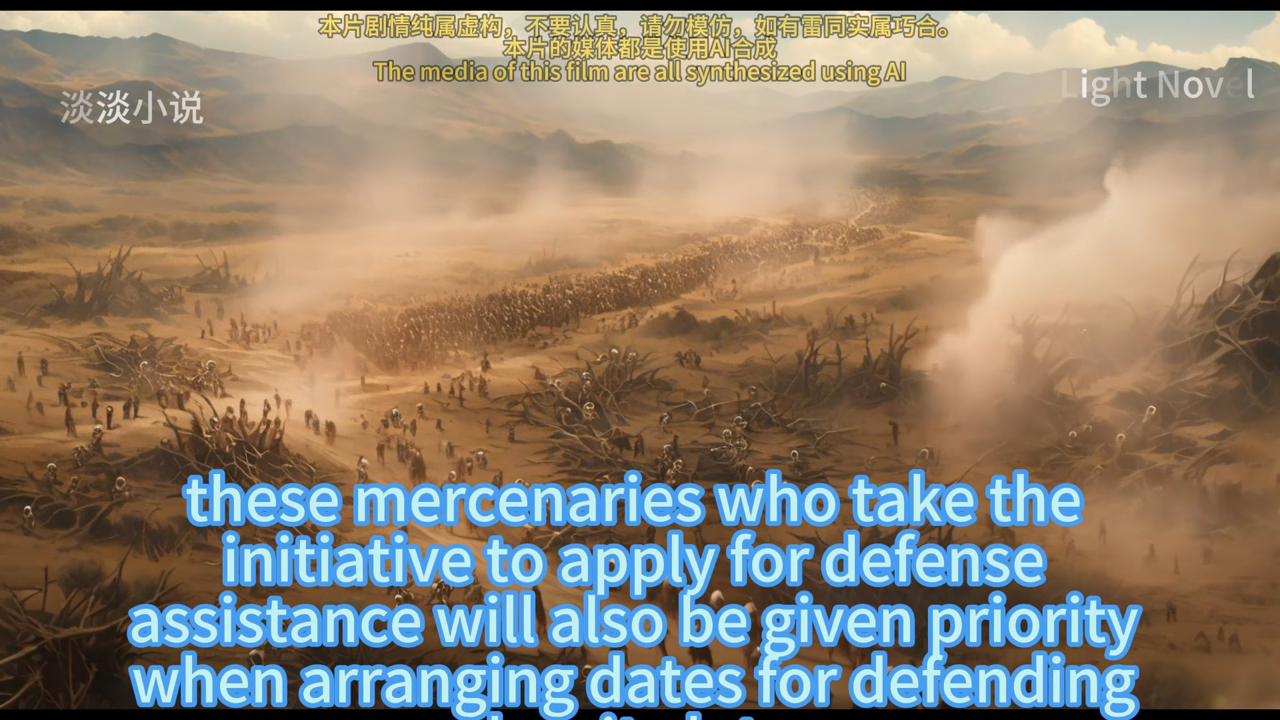 本片剧情纯属虚构，不要认真，请勿模仿，如有雷同实属巧合。
本片的媒体都是使用AI合成
The media of this film are all synthesized using AI
淡淡小说
Light Novel
these mercenaries who take the
initiative to apply for defense
assistance will also be given priority
when arranging dates for defending